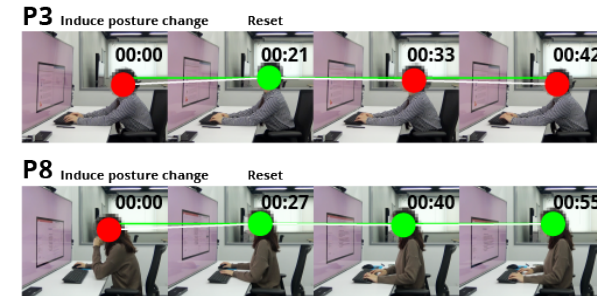 P3 Induce posture change Reset
00:00 00:21 00:33 00:42
P8 Induce posture change Reset
00:00 00:27 00:40 00:55